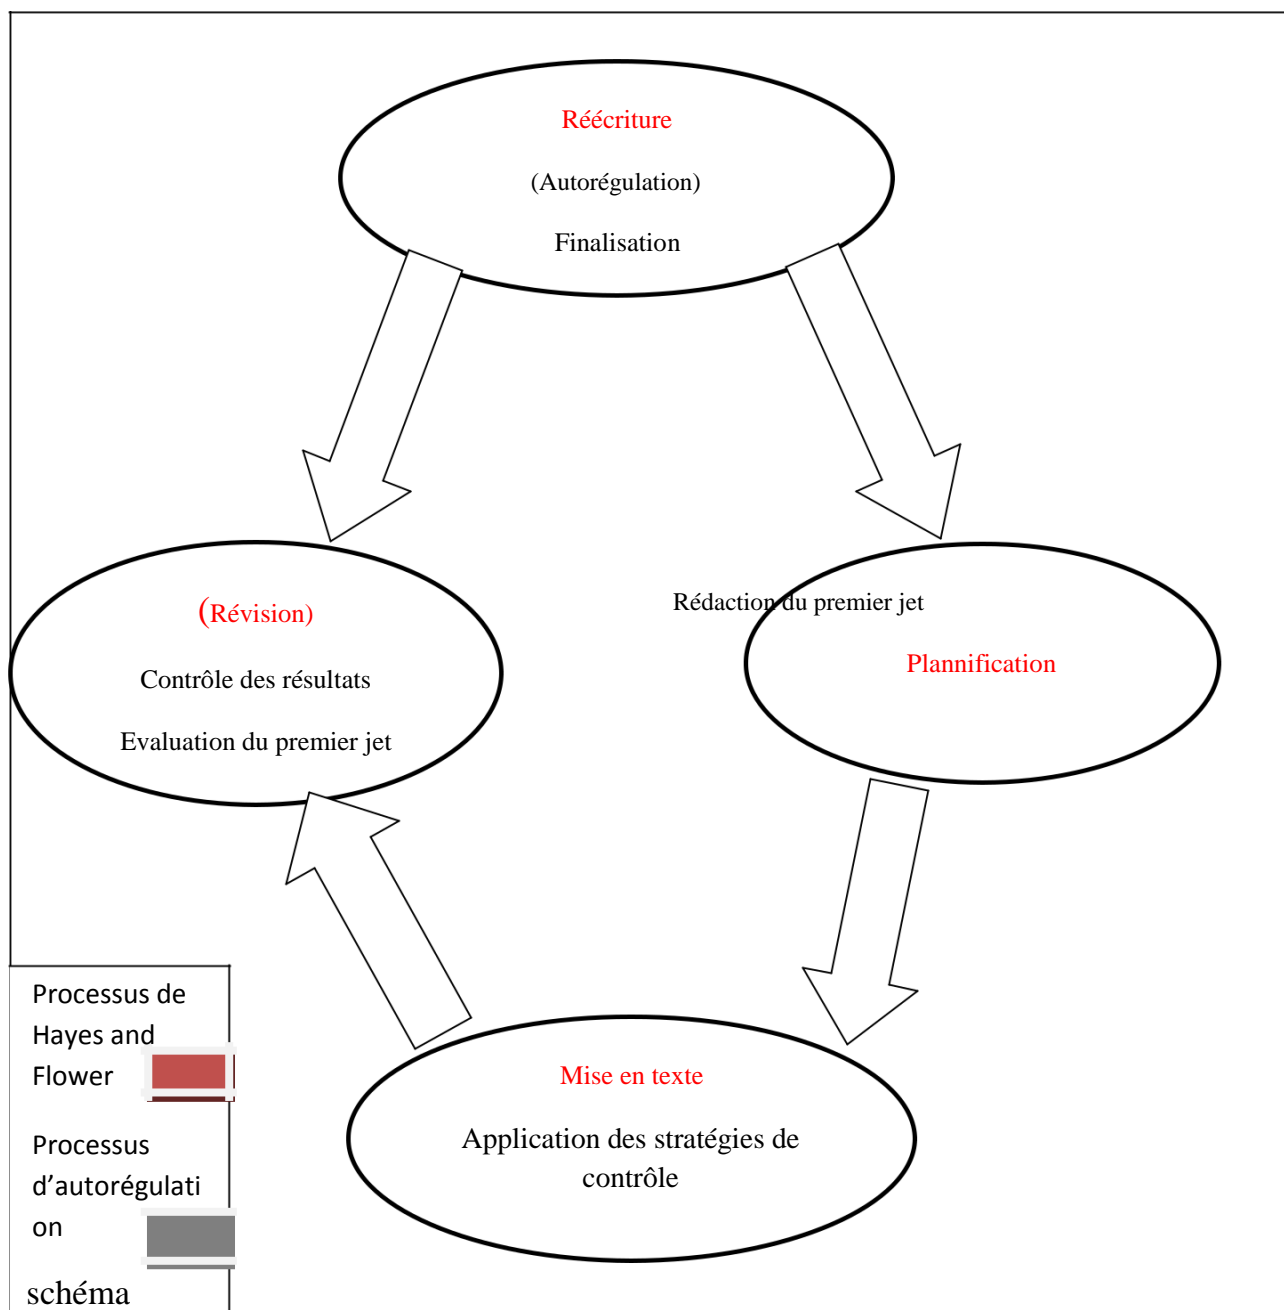 Réécriture
(Autorégulation)
Finalisation
(Révision)
Contrôle des résultats
Evaluation du premier jet
Rédaction du premier jet
Plannification
Mise en texte
Application des stratégies de
contrôle
Processus de
Hayes and
Flower
Processus
d’autorégulati
on
schéma